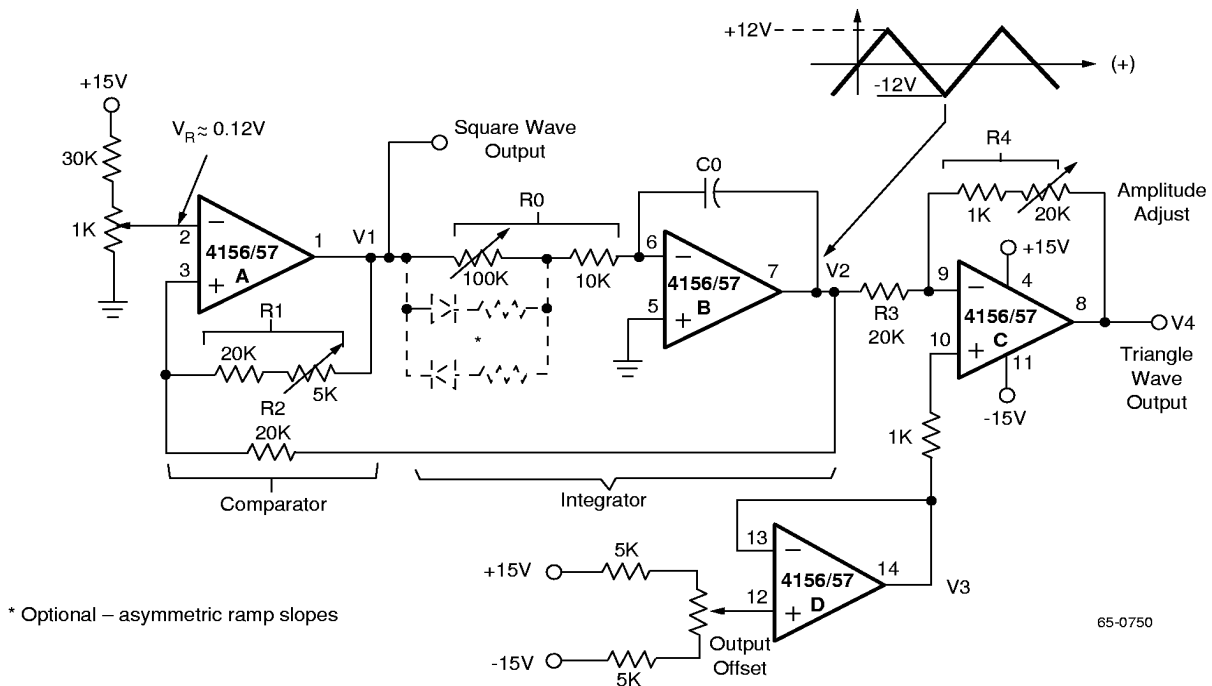 +12V
-12V
(+)
+15V
30K
1K
VR ≈ 0.12V
2
3
−
+
4156/57
A
1
V1
Square Wave
Output
R0
100K
10K
*
C0
6
5
−
+
4156/57
B
7
V2
R3
20K
R4
1K
20K
Amplitude
Adjust
+15V
4
9
10
−
+
4156/57
C
8
11
-15V
V4
Triangle
Wave
Output
R1
20K
5K
R2
20K
Comparator
Integrator
1K
+15V
5K
-15V
5K
Output
Offset
13
12
−
+
4156/57
D
14
V3
* Optional – asymmetric ramp slopes
65-0750